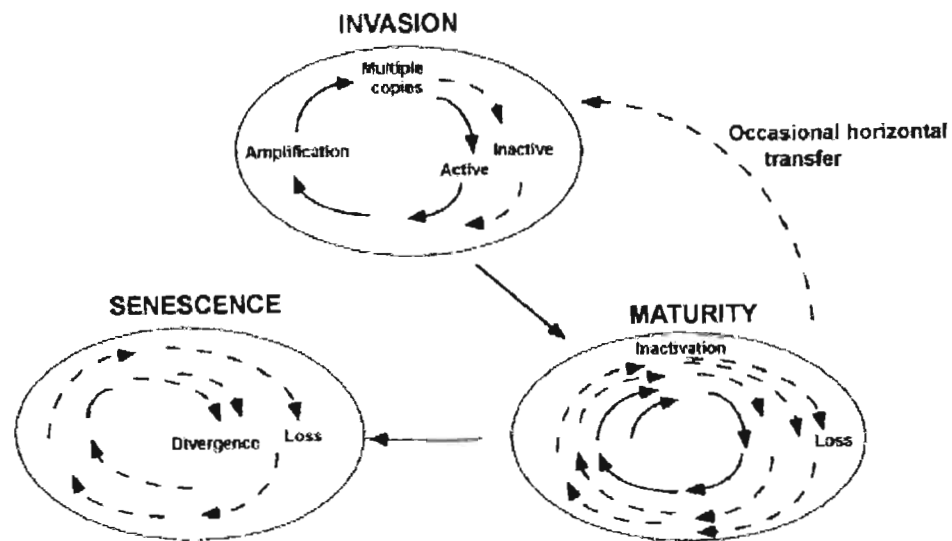 INVASION
Multiple
copies
Amplification
Inactive
Active
Occasional horizontal
transfer
SENESCENCE
Divergence
Loss
MATURITY
Inactivation
Loss